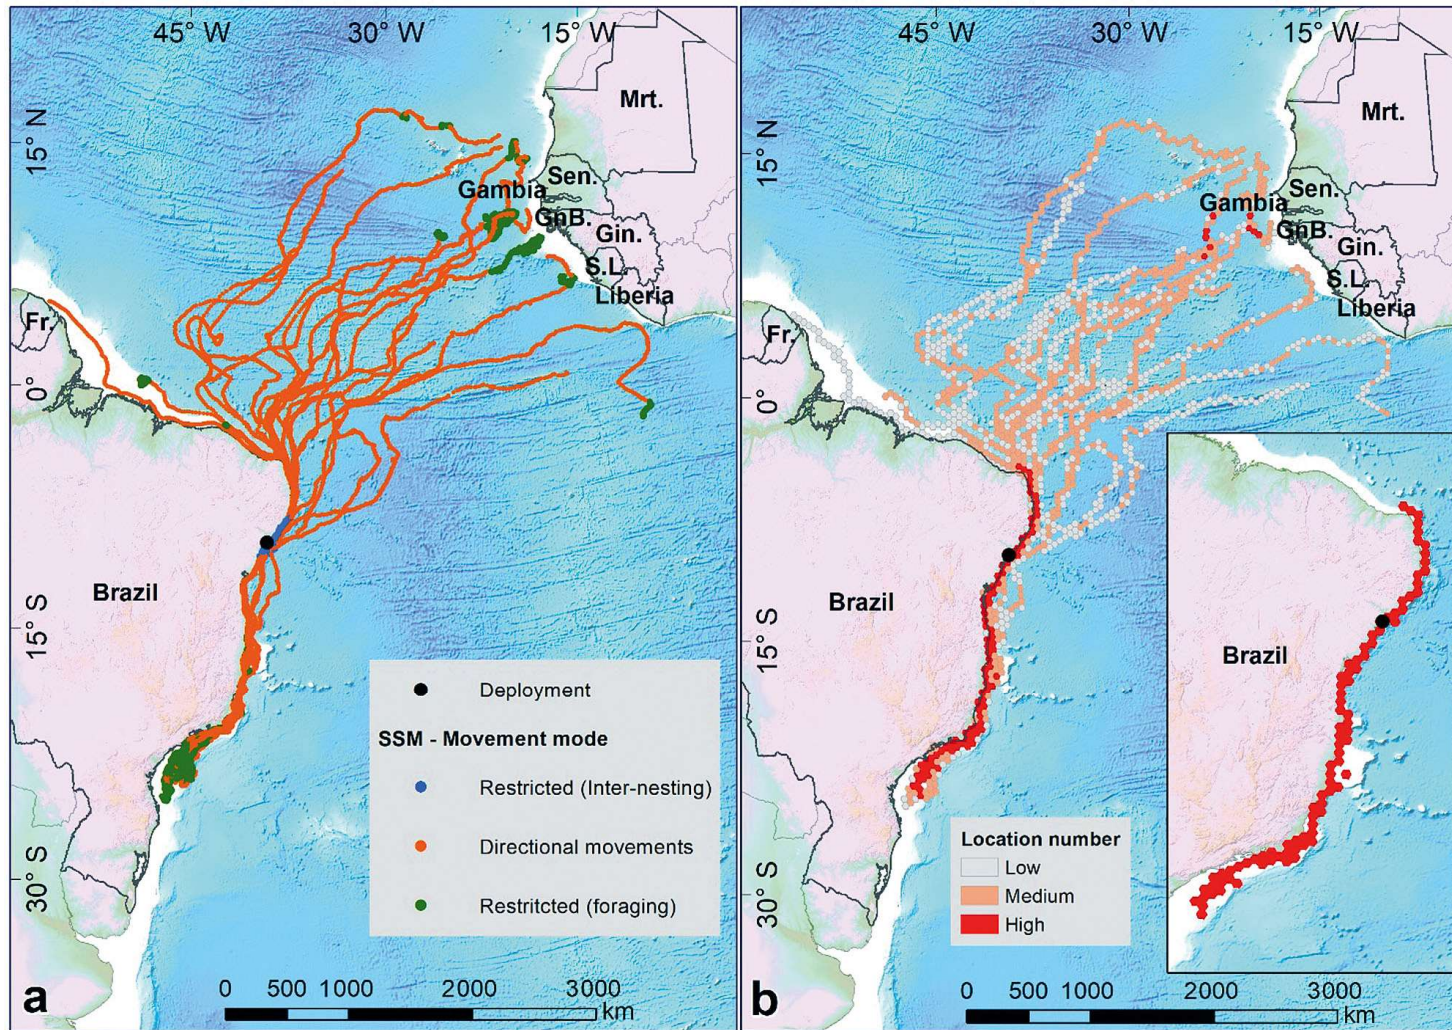 45° W 30° W 15° W
Mrt.
15° N
Sen.
Gambia
GnB.
Gin.
S.L.
Liberia
Fr.
0°
Brazil
15° S
Deployment
SSM - Movement mode
Restricted (Inter-nesting)
Directional movements
Restritcted (foraging)
30° S
a
0 500 1000 2000 3000
km
45° W 30° W 15° W
Mrt.
15° N
Sen.
Gambia
GnB.
Gin.
S.L.
Liberia
Fr.
0°
Brazil
15° S
Brazil
Location number
Low
Medium
High
30° S
b
0 500 1000 2000 3000
km